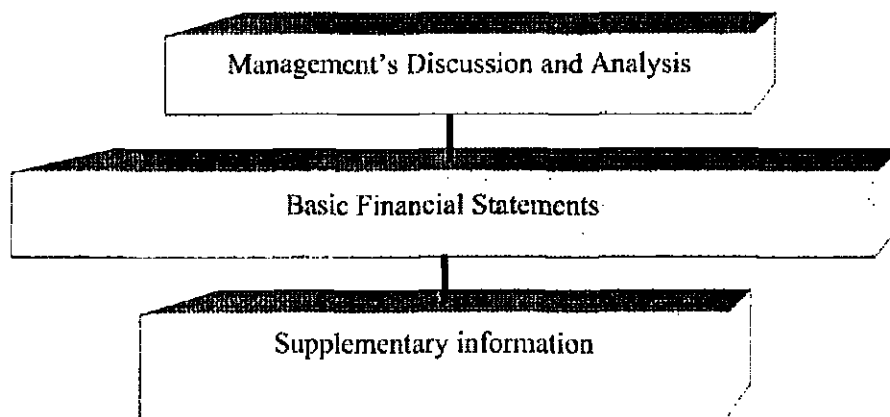 Management's Discussion and Analysis
Basic Financial Statements
Supplementary information